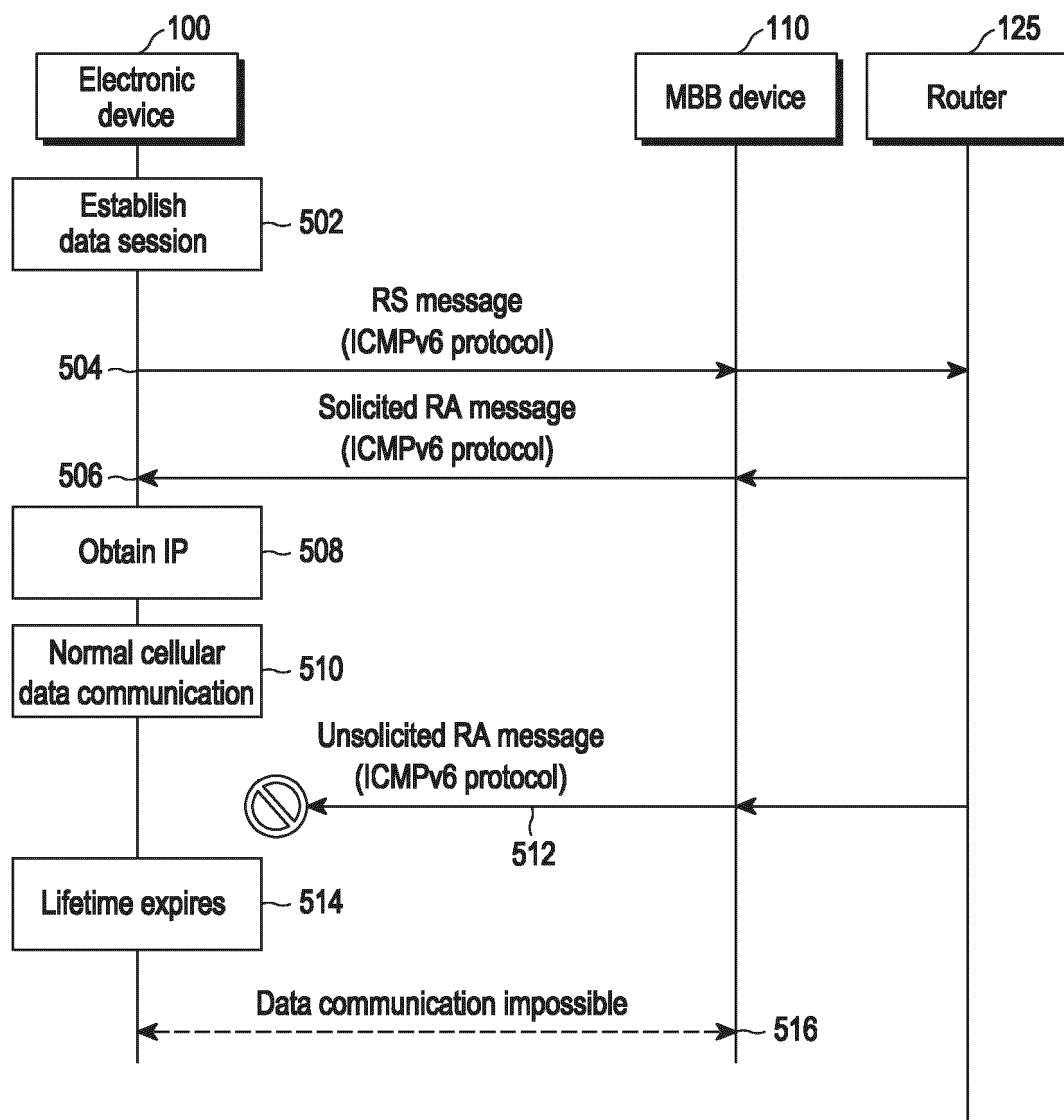 100
110
125
Electronic
device
MBB device
Router
Establish
data session
502
RS message
(ICMPv6 protocol)
504
Solicited RA message
(ICMPv6 protocol)
506
Obtain IP
508
Normal cellular
data communication
510
Unsolicited RA message
(ICMPv6 protocol)
512
Lifetime expires
514
Data communication impossible
516